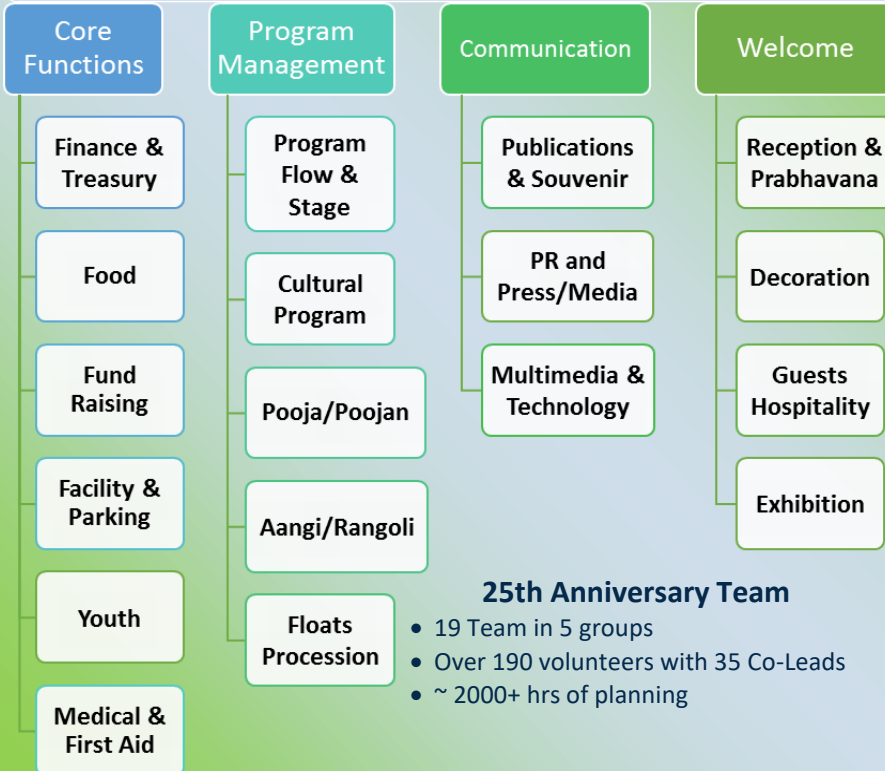 Core
Functions
Finance &
Treasury
Food
Fund
Raising
Facility &
Parking
Youth
Medical &
First Aid
Program
Management
Program
Flow &
Stage
Cultural
Program
Pooja/Poojan
Aangi/Rangoli
Floats
Procession
Communication
Publications
& Souvenir
PR and
Press/Media
Multimedia &
Technology
Welcome
Reception &
Prabhavana
Decoration
Guests
Hospitality
Exhibition
25th Anniversary Team
• 19 Team in 5 groups
• Over 190 volunteers with 35 Co-Leads
• ~ 2000+ hrs of planning